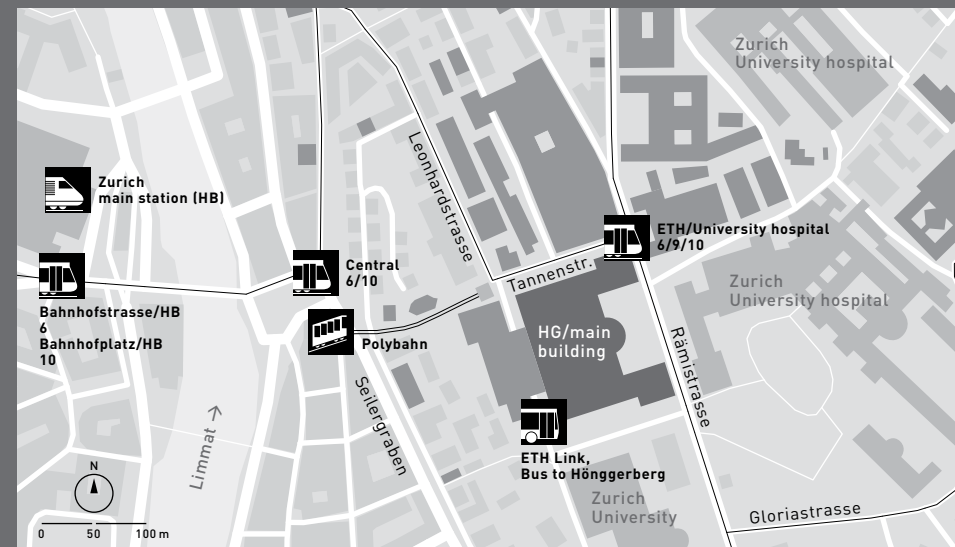 Zurich
University hospital
Zurich
main station (HB)
Leonhardstrasse
ETH/University hospital
6/9/10
Central
6/10
Tannenstr.
Zurich
University hospital
Bahnhofstrasse/HB
6
Bahnhofplatz/HB
10
Polybahn
HG/main
building
Rämistrasse
Seilergraben
Limmat →
ETH Link,
Bus to Hönggerberg
N
Zurich
University
Gloriastrasse
0 50 100 m